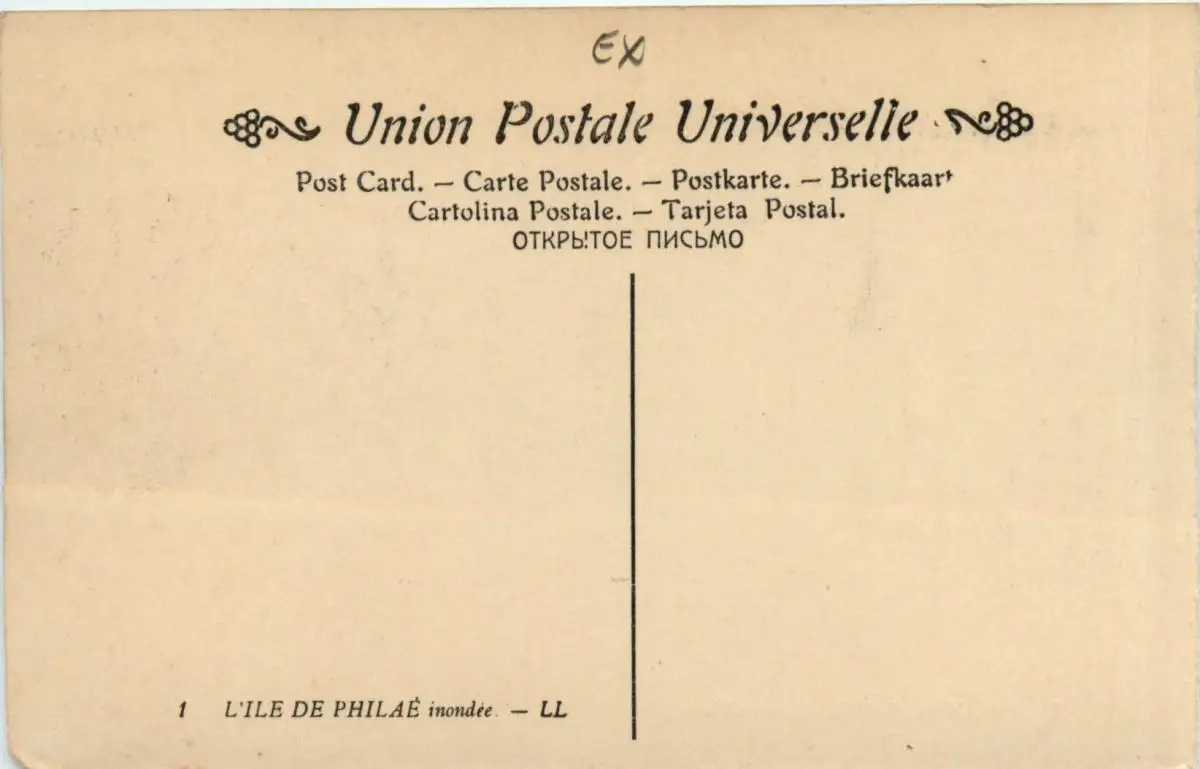 EX
Union Postale Universelle
Post Card. — Carte Postale. — Postkarte. — Briefkaart
Cartolina Postale. — Tarjeta Postal.
ОТКРЫТОЕ ПИСЬМО
1 L'ILE DE PHILAÉ inondée. — LL